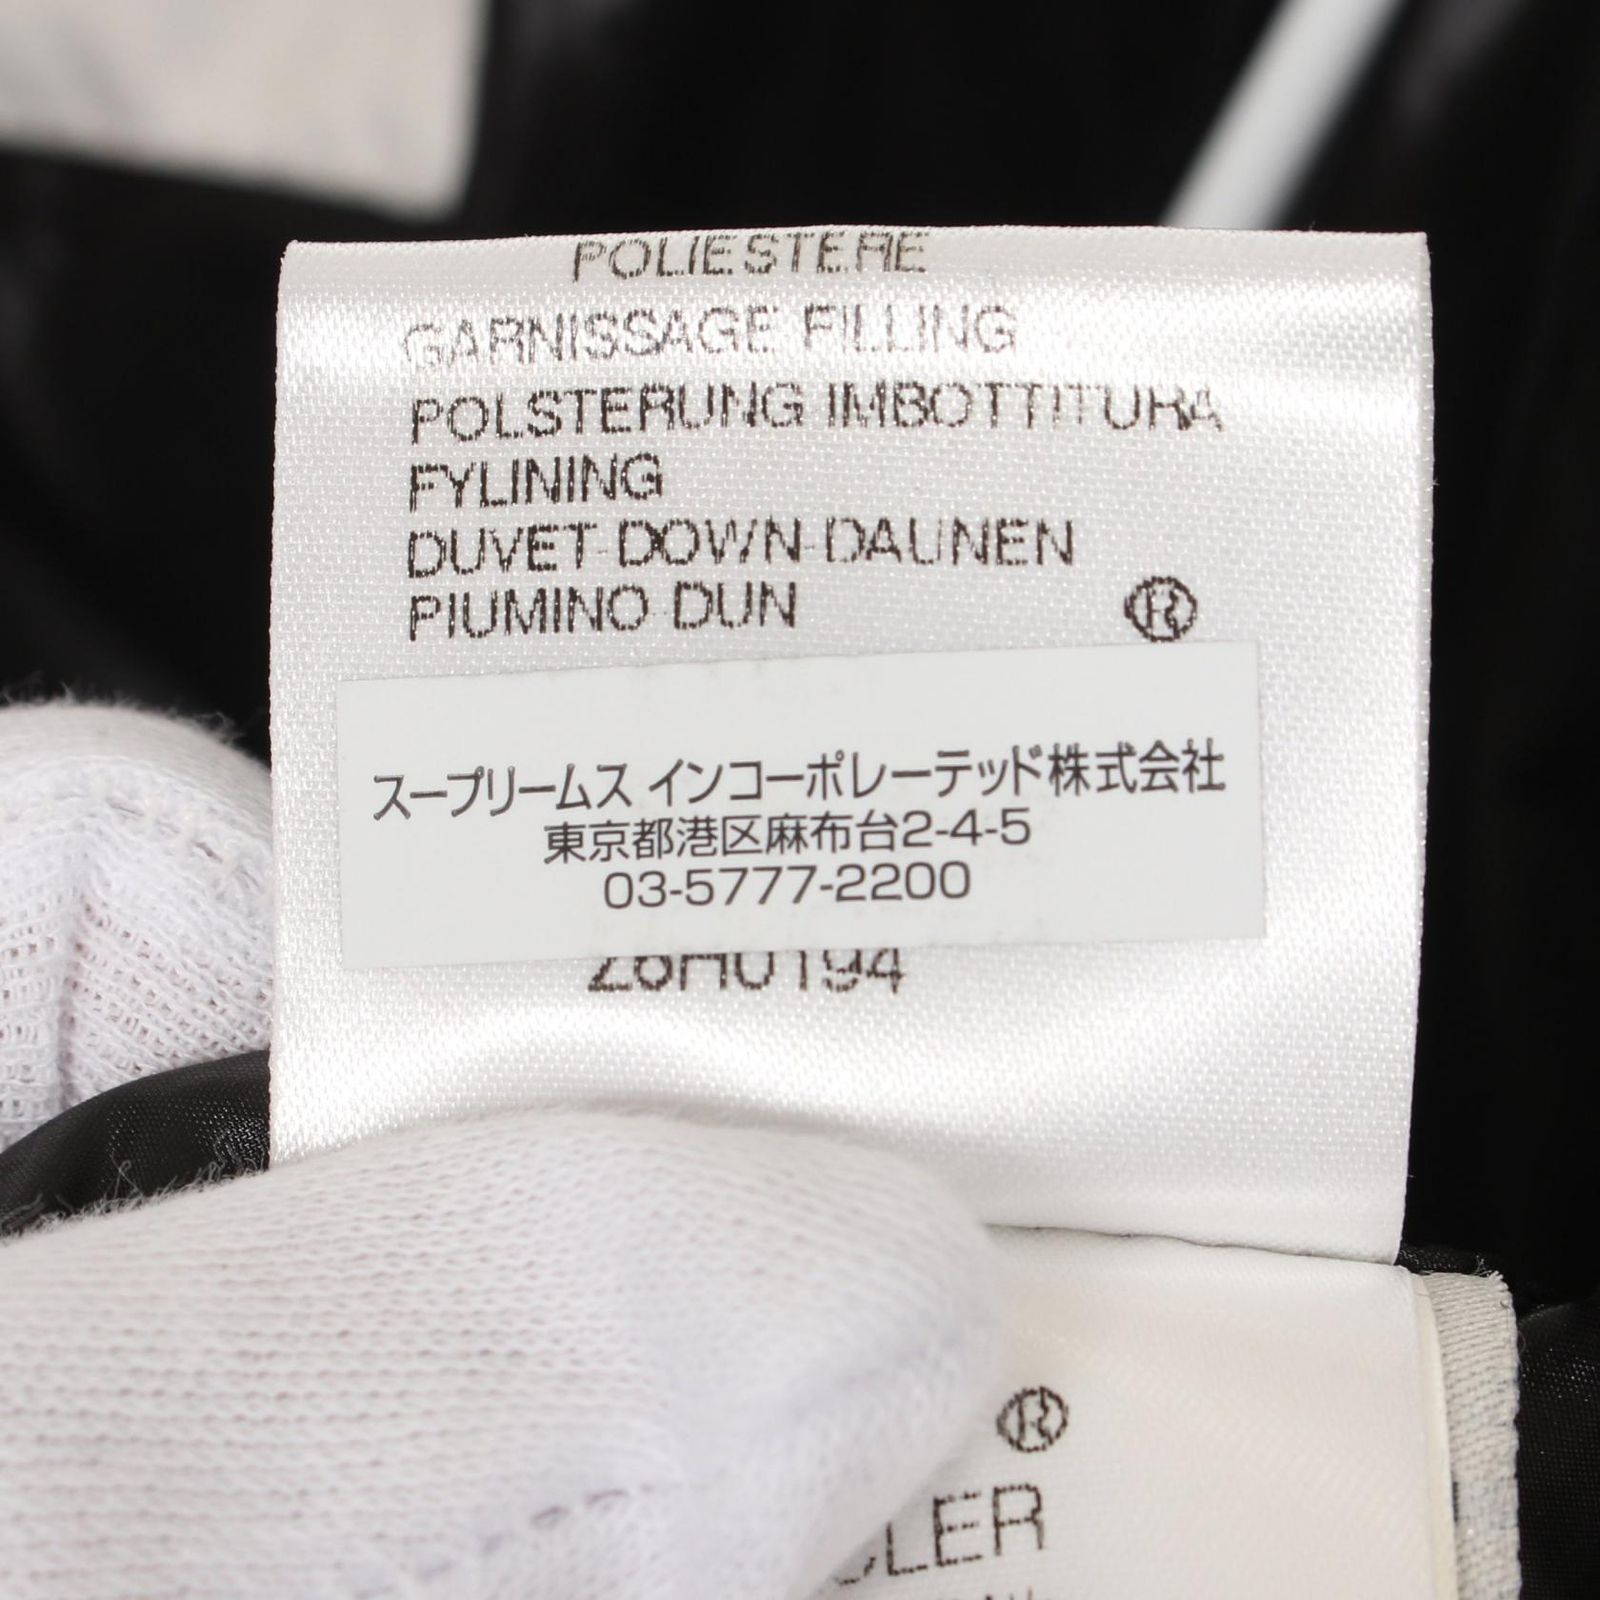 POLIESTERE
GARNISSAGE FILLING
POLSTERUNG IMBOTTITURA
FYLINING
DUVET-DOWN-DAUNEN
PIUMINO DUN
®
スープリームス インコーポレーテッド株式会社
東京都港区麻布台2-4-5
03-5777-2200
®